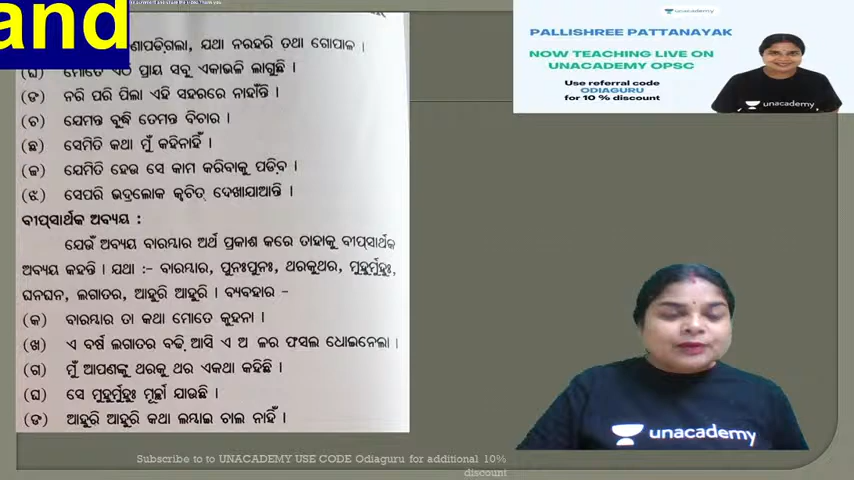 and
ଣାପଡ଼ିଗଲା, ଯଥା ନରହରି ତଥା ଗୋପାଳ ।
(ଘ) ମୋତେ ଏଠି ପ୍ରାୟ ସବୁ ଏକାଭଳି ଲାଗୁଛି ।
(ଙ) ନରି ପରି ପିଲା ଏହି ସହରରେ ନାହାଁନ୍ତି ।
(ଚ) ଯେମନ୍ତ ବୁଦ୍ଧି ତେମନ୍ତ ବିଚାର ।
(ଛ) ସେମିତି କଥା ମୁଁ କହିନାହିଁ ।
(ଜ) ଯେମିତି ହେଉ ସେ କାମ କରିବାକୁ ପଡ଼ିବ ।
(ଝ) ସେପରି ଭଦ୍ରଲୋକ କ୍ୱଚିତ୍ ଦେଖାଯାଆନ୍ତି ।
ବୀପ୍‌ସାର୍ଥକ ଅବ୍ୟୟ :
ଯେଉଁ ଅବ୍ୟୟ ବାରମ୍ଭାର ଅର୍ଥ ପ୍ରକାଶ କରେ ତାହାକୁ ବୀପ୍‌ସାର୍ଥକ
ଅବ୍ୟୟ କହନ୍ତି । ଯଥା :- ବାରମ୍ଭାର, ପୁନଃପୁନଃ, ଥରକୁଥର, ମୁହୁର୍ମୁହୁଃ,
ଘନଘନ, ଲଗାତର, ଆହୁରି ଆହୁରି । ବ୍ୟବହାର –
(କ) ବାରମ୍ଭାର ତା କଥା ମୋତେ କୁହନା ।
(ଖ) ଏ ବର୍ଷ ଲଗାତର ବଢ଼ି ଆସି ଏ ଅ ଳର ଫସଲ ଧୋଇନେଲା ।
(ଗ) ମୁଁ ଆପଣଙ୍କୁ ଥରକୁ ଥର ଏକଥା କହିଛି ।
(ଘ) ସେ ମୁହୁର୍ମୁହୁଃ ମୂର୍ଚ୍ଛା ଯାଉଛି ।
(ଙ) ଆହୁରି ଆହୁରି କଥା ଲମ୍ଭାଇ ଚାଲ ନାହିଁ ।
unacademy
PALLISHREE PATTANAYAK
NOW TEACHING LIVE ON
UNACADEMY OPSC
Use referral code
ODIAGURU
for 10 % discount
unacademy
unacademy
Subscribe to to UNACADEMY USE CODE Odiaguru for additional 10%
discount